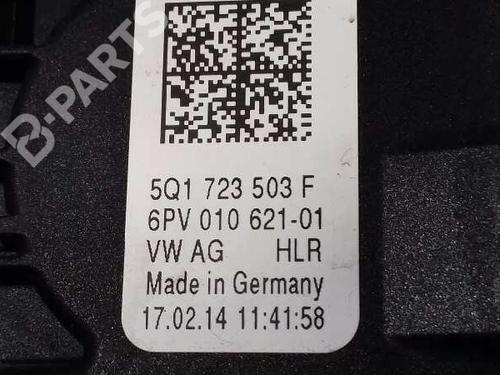 B-PARTS
5Q1 723 503 F
6PV 010 621-01
VW AG HLR
Made in Germany
17.02.14 11:41:58